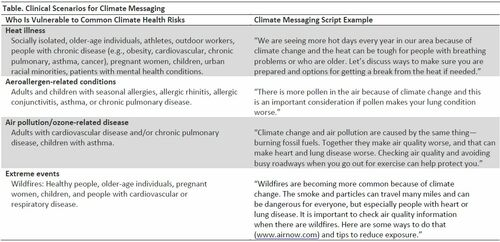 Table. Clinical Scenarios for Climate Messaging
Who Is Vulnerable to Common Climate Health Risks
Climate Messaging Script Example
Heat illness
Socially isolated, older-age individuals, athletes, outdoor workers,
people with chronic disease (e.g., obesity, cardiovascular, chronic
pulmonary, asthma, cancer), pregnant women, children, urban
racial minorities, patients with mental health conditions.
“We are seeing more hot days every year in our area because of
climate change and the heat can be tough for people with breathing
problems or who are older. Let’s discuss ways to make sure you are
prepared and options for getting a break from the heat if needed.”
Aeroallergen-related conditions
Adults and children with seasonal allergies, allergic rhinitis, allergic
conjunctivitis, asthma, or chronic pulmonary disease.
“There is more pollen in the air because of climate change and this
is an important consideration if pollen makes your lung condition
worse.”
Air pollution/ozone-related disease
Adults with cardiovascular disease and/or chronic pulmonary
disease, children with asthma.
“Climate change and air pollution are caused by the same thing—
burning fossil fuels. Together they make air quality worse, and that can
make heart and lung disease worse. Checking air quality and avoiding
busy roadways when you go out for exercise can help protect you.”
Extreme events
Wildfires: Healthy people, older-age individuals, pregnant
women, children, and people with cardiovascular or
respiratory disease.
“Wildfires are becoming more common because of climate
change. The smoke and particles can travel many miles and can
be dangerous for everyone, but especially people with heart or
lung disease. It is important to check air quality information
when there are wildfires. Here are some ways to do that
(www.airnow.com) and tips to reduce exposure.”